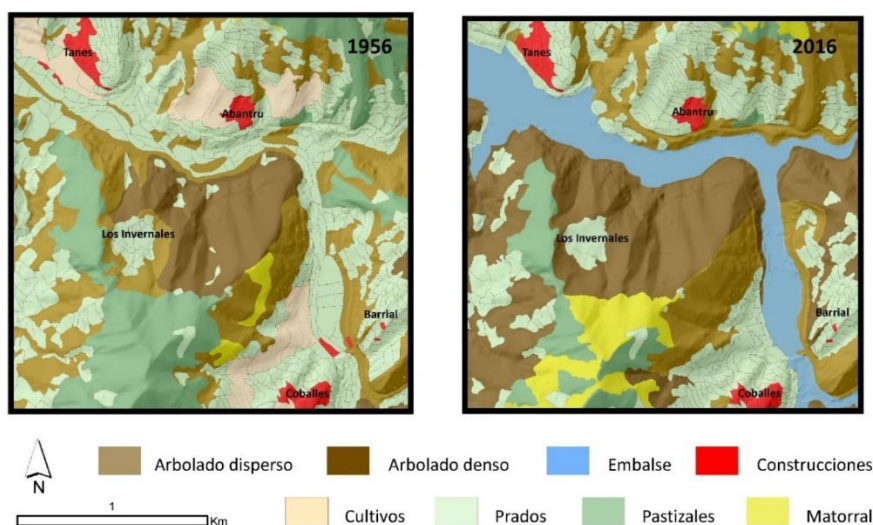 1956
Tanes
Abantru
Los Invernales
Barrial
Coballes
2016
Tanes
Abantru
Los Invernales
Barrial
Coballes
N
Arbolado disperso
Arbolado denso
Embalse
Construcciones
1
Km
Cultivos
Prados
Pastizales
Matorral